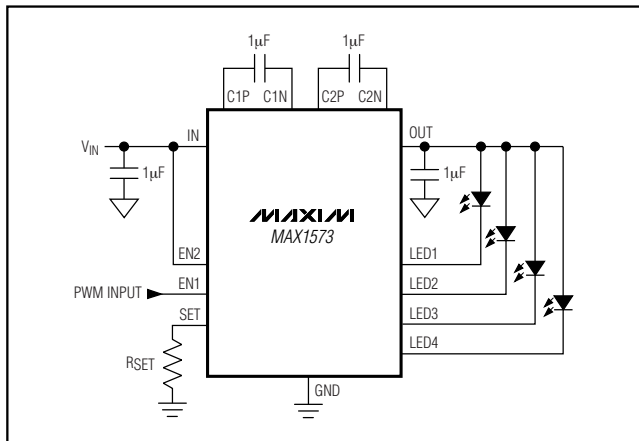 1μF 1μF
C1P C1N C2P C2N
IN OUT
VIN
1μF 1μF
MAXIM
MAX1573
EN2 LED1
PWM INPUT EN1 LED2
SET LED3
LED4
RSET
GND